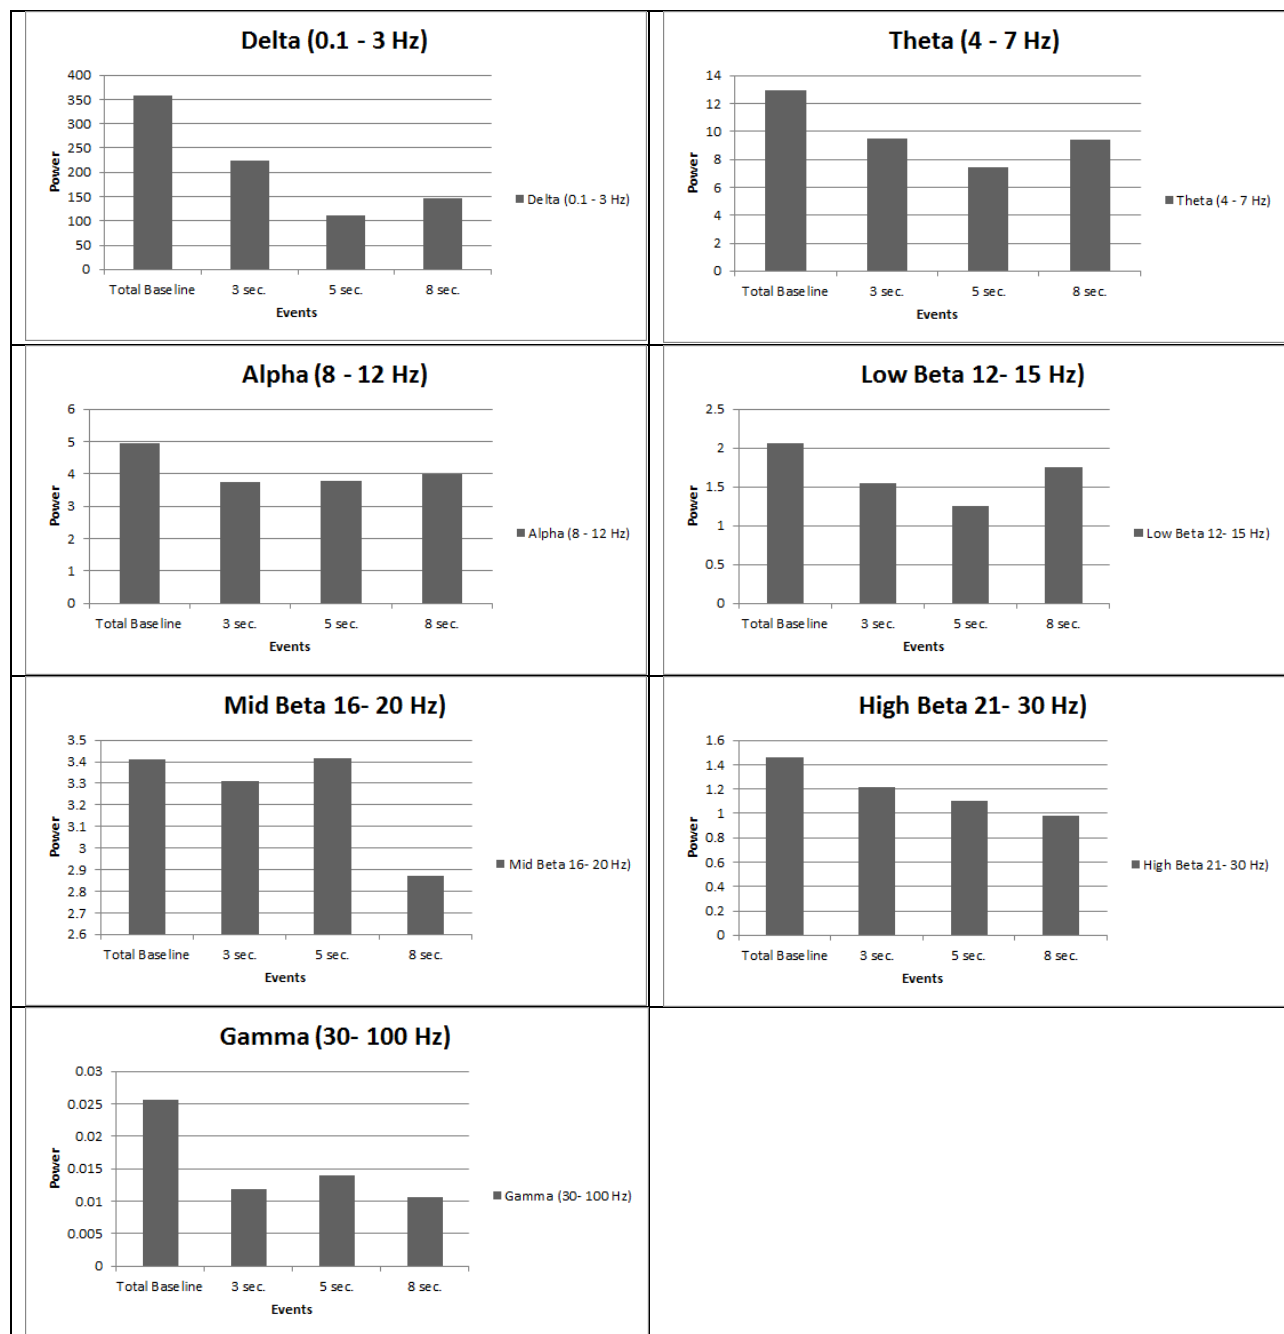 Delta (0.1 - 3 Hz)
400
350
300
250
200
150
100
50
0
Power
Total Baseline 3 sec. 5 sec. 8 sec.
Events
Delta (0.1 - 3 Hz)
Theta (4 - 7 Hz)
14
12
10
8
6
4
2
0
Power
Total Baseline 3 sec. 5 sec. 8 sec.
Events
Theta (4 - 7 Hz)
Alpha (8 - 12 Hz)
6
5
4
3
2
1
0
Power
Total Baseline 3 sec. 5 sec. 8 sec.
Events
Alpha (8 - 12 Hz)
Low Beta 12- 15 Hz)
2.5
2
1.5
1
0.5
0
Power
Total Baseline 3 sec. 5 sec. 8 sec.
Events
Low Beta 12- 15 Hz)
Mid Beta 16- 20 Hz)
3.5
3.4
3.3
3.2
3.1
3
2.9
2.8
2.7
2.6
Power
Total Baseline 3 sec. 5 sec. 8 sec.
Events
Mid Beta 16- 20 Hz)
High Beta 21- 30 Hz)
1.6
1.4
1.2
1
0.8
0.6
0.4
0.2
0
Power
Total Baseline 3 sec. 5 sec. 8 sec.
Events
High Beta 21- 30 Hz)
Gamma (30- 100 Hz)
0.03
0.025
0.02
0.015
0.01
0.005
0
Power
Total Baseline 3 sec. 5 sec. 8 sec.
Events
Gamma (30- 100 Hz)